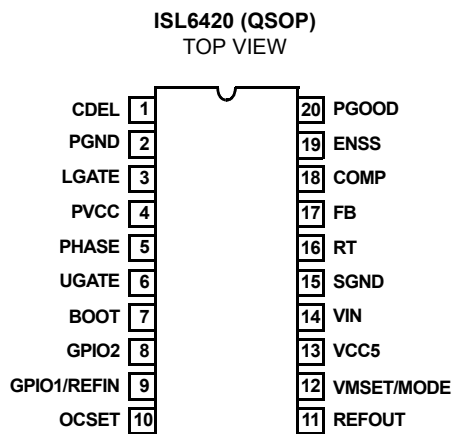 ISL6420 (QSOP)
TOP VIEW
CDEL 1
PGND 2
LGATE 3
PVCC 4
PHASE 5
UGATE 6
BOOT 7
GPIO2 8
GPIO1/REFIN 9
OCSET 10
20 PGOOD
19 ENSS
18 COMP
17 FB
16 RT
15 SGND
14 VIN
13 VCC5
12 VMSET/MODE
11 REFOUT